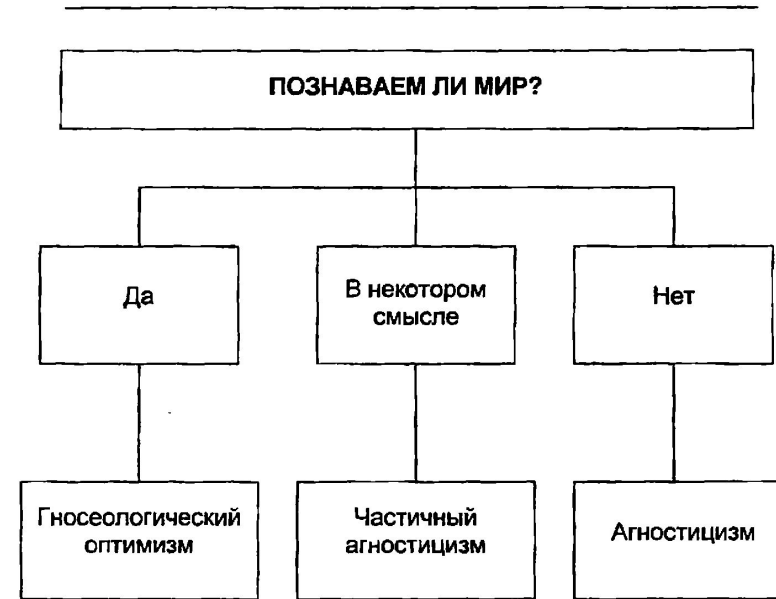 ПОЗНАВАЕМ ЛИ МИР?
Да
В некотором
смысле
Нет
Гносеологический
оптимизм
Частичный
агностицизм
Агностицизм